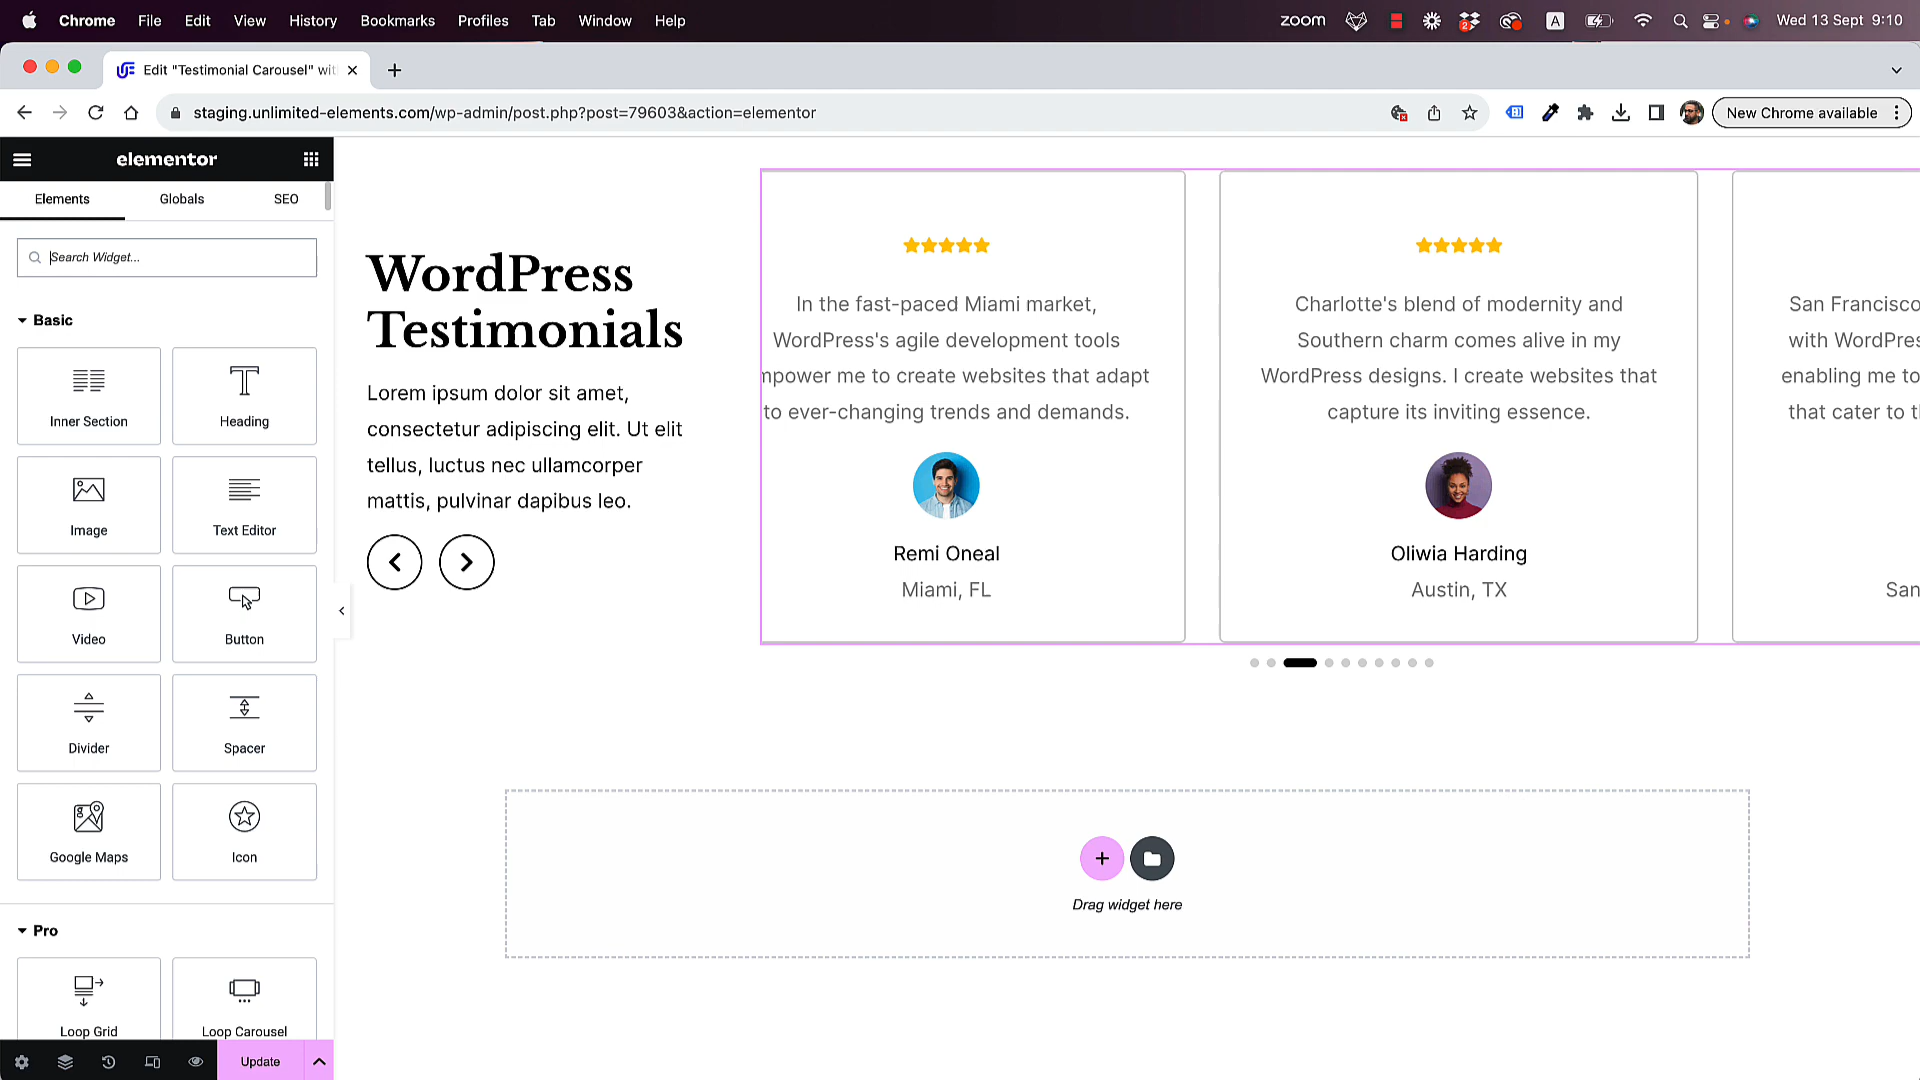 Chrome File Edit View History Bookmarks Profiles Tab Window Help
zoom
2
A
Wed 13 Sept 9:10
Edit "Testimonial Carousel" wit
staging.unlimited-elements.com/wp-admin/post.php?post=79603&action=elementor
New Chrome available
elementor
Elements Globals SEO
Search Widget...
Basic
Inner Section
Heading
Image
Text Editor
Video
Button
Divider
Spacer
Google Maps
Icon
Pro
Loop Grid
Loop Carousel
Update
WordPress
Testimonials
Lorem ipsum dolor sit amet,
consectetur adipiscing elit. Ut elit
tellus, luctus nec ullamcorper
mattis, pulvinar dapibus leo.
In the fast-paced Miami market,
WordPress's agile development tools
mpower me to create websites that adapt
to ever-changing trends and demands.
Remi Oneal
Miami, FL
Charlotte's blend of modernity and
Southern charm comes alive in my
WordPress designs. I create websites that
capture its inviting essence.
Oliwia Harding
Austin, TX
San Francisco
with WordPres
enabling me to
that cater to t
San
Drag widget here